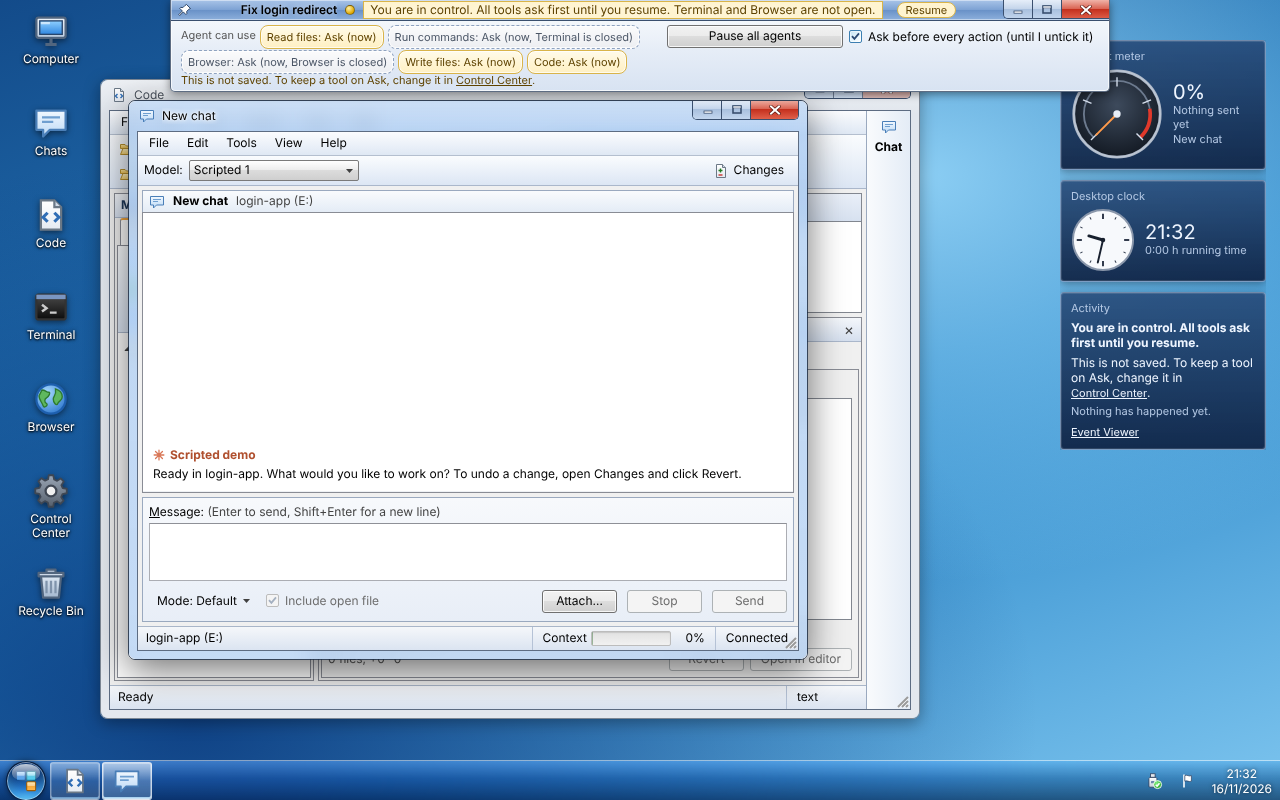 Fix login redirect
You are in control. All tools ask first until you resume. Terminal and Browser are not open.
Resume
Agent can use
Read files: Ask (now)
Run commands: Ask (now, Terminal is closed)
Pause all agents
Ask before every action (until I untick it)
Browser: Ask (now, Browser is closed)
Write files: Ask (now)
Code: Ask (now)
This is not saved. To keep a tool on Ask, change it in Control Center.
Computer
Chats
Code
Terminal
Browser
Control
Center
Recycle Bin
Code
New chat
File Edit Tools View Help
Model: Scripted 1
Changes
New chat login-app (E:)
Scripted demo
Ready in login-app. What would you like to work on? To undo a change, open Changes and click Revert.
Message: (Enter to send, Shift+Enter for a new line)
Mode: Default
Include open file
Attach...
Stop
Send
login-app (E:)
Context
0%
Connected
Revert
Open in editor
Ready
text
Chat
meter
0%
Nothing sent
yet
New chat
Desktop clock
21:32
0:00 h running time
Activity
You are in control. All tools ask
first until you resume.
This is not saved. To keep a tool
on Ask, change it in
Control Center.
Nothing has happened yet.
Event Viewer
21:32
16/11/2026